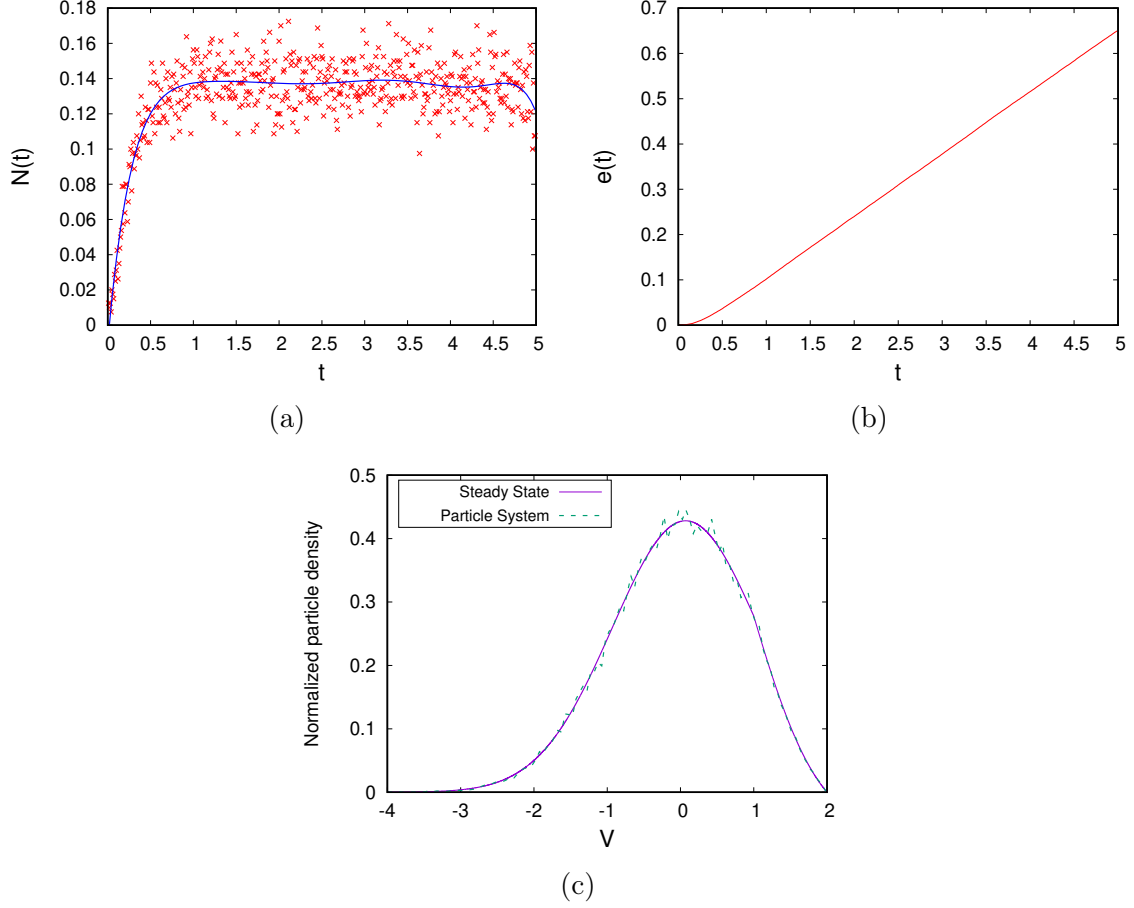 0.18
0.16
0.14
0.12
0.1
0.08
0.06
0.04
0.02
0
N(t)
0 0.5 1 1.5 2 2.5 3 3.5 4 4.5 5
t
(a)
0.7
0.6
0.5
0.4
0.3
0.2
0.1
0
e(t)
0 0.5 1 1.5 2 2.5 3 3.5 4 4.5 5
t
(b)
0.5
0.4
0.3
0.2
0.1
0
Normalized particle density
Steady State
Particle System
-4 -3 -2 -1 0 1 2
V
(c)